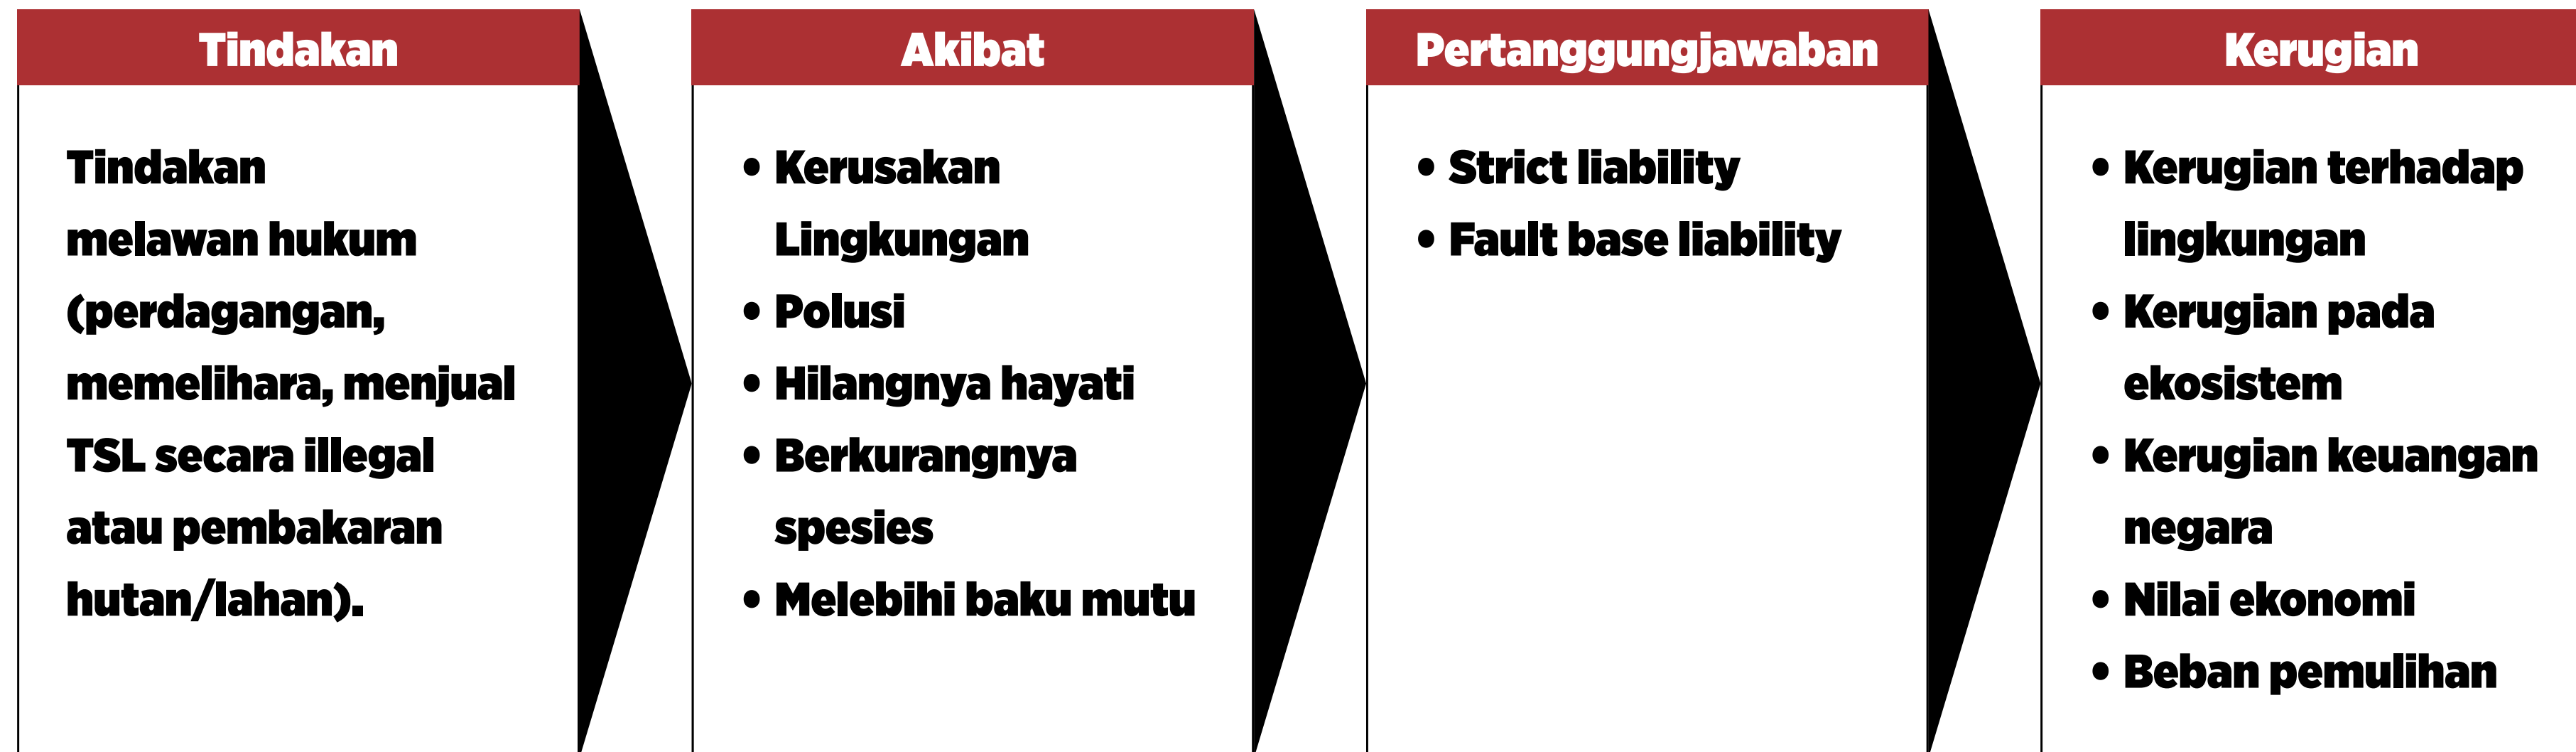 Tindakan
Tindakan
melawan hukum
(perdagangan,
memelihara, menjual
TSL secara illegal
atau pembakaran
hutan/lahan).
Akibat
• Kerusakan
Lingkungan
• Polusi
• Hilangnya hayati
• Berkurangnya
spesies
• Melebihi baku mutu
Pertanggungjawaban
• Strict liability
• Fault base liability
Kerugian
• Kerugian terhadap
lingkungan
• Kerugian pada
ekosistem
• Kerugian keuangan
negara
• Nilai ekonomi
• Beban pemulihan